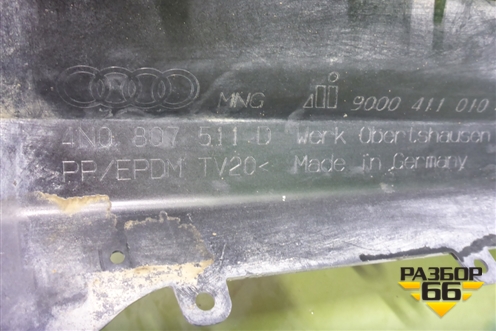 MNG 9000 411 010
4N0 807 511 D Werk Obertshausen
PP/EPDM TV20< Made in Germany
РАЗБОР
66